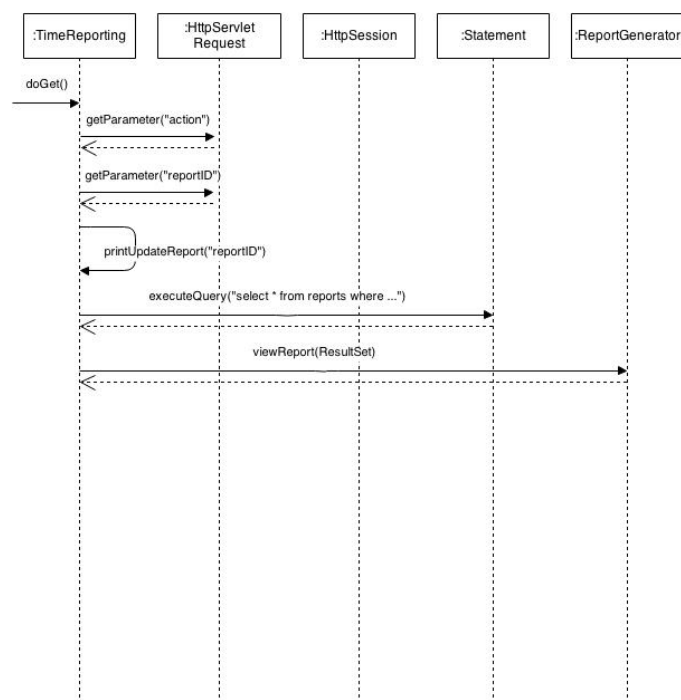 :TimeReporting
:HttpServlet
Request
:HttpSession
:Statement
:ReportGenerator
doGet()
getParameter("action")
getParameter("reportID")
printUpdateReport("reportID")
executeQuery("select * from reports where ...")
viewReport(ResultSet)